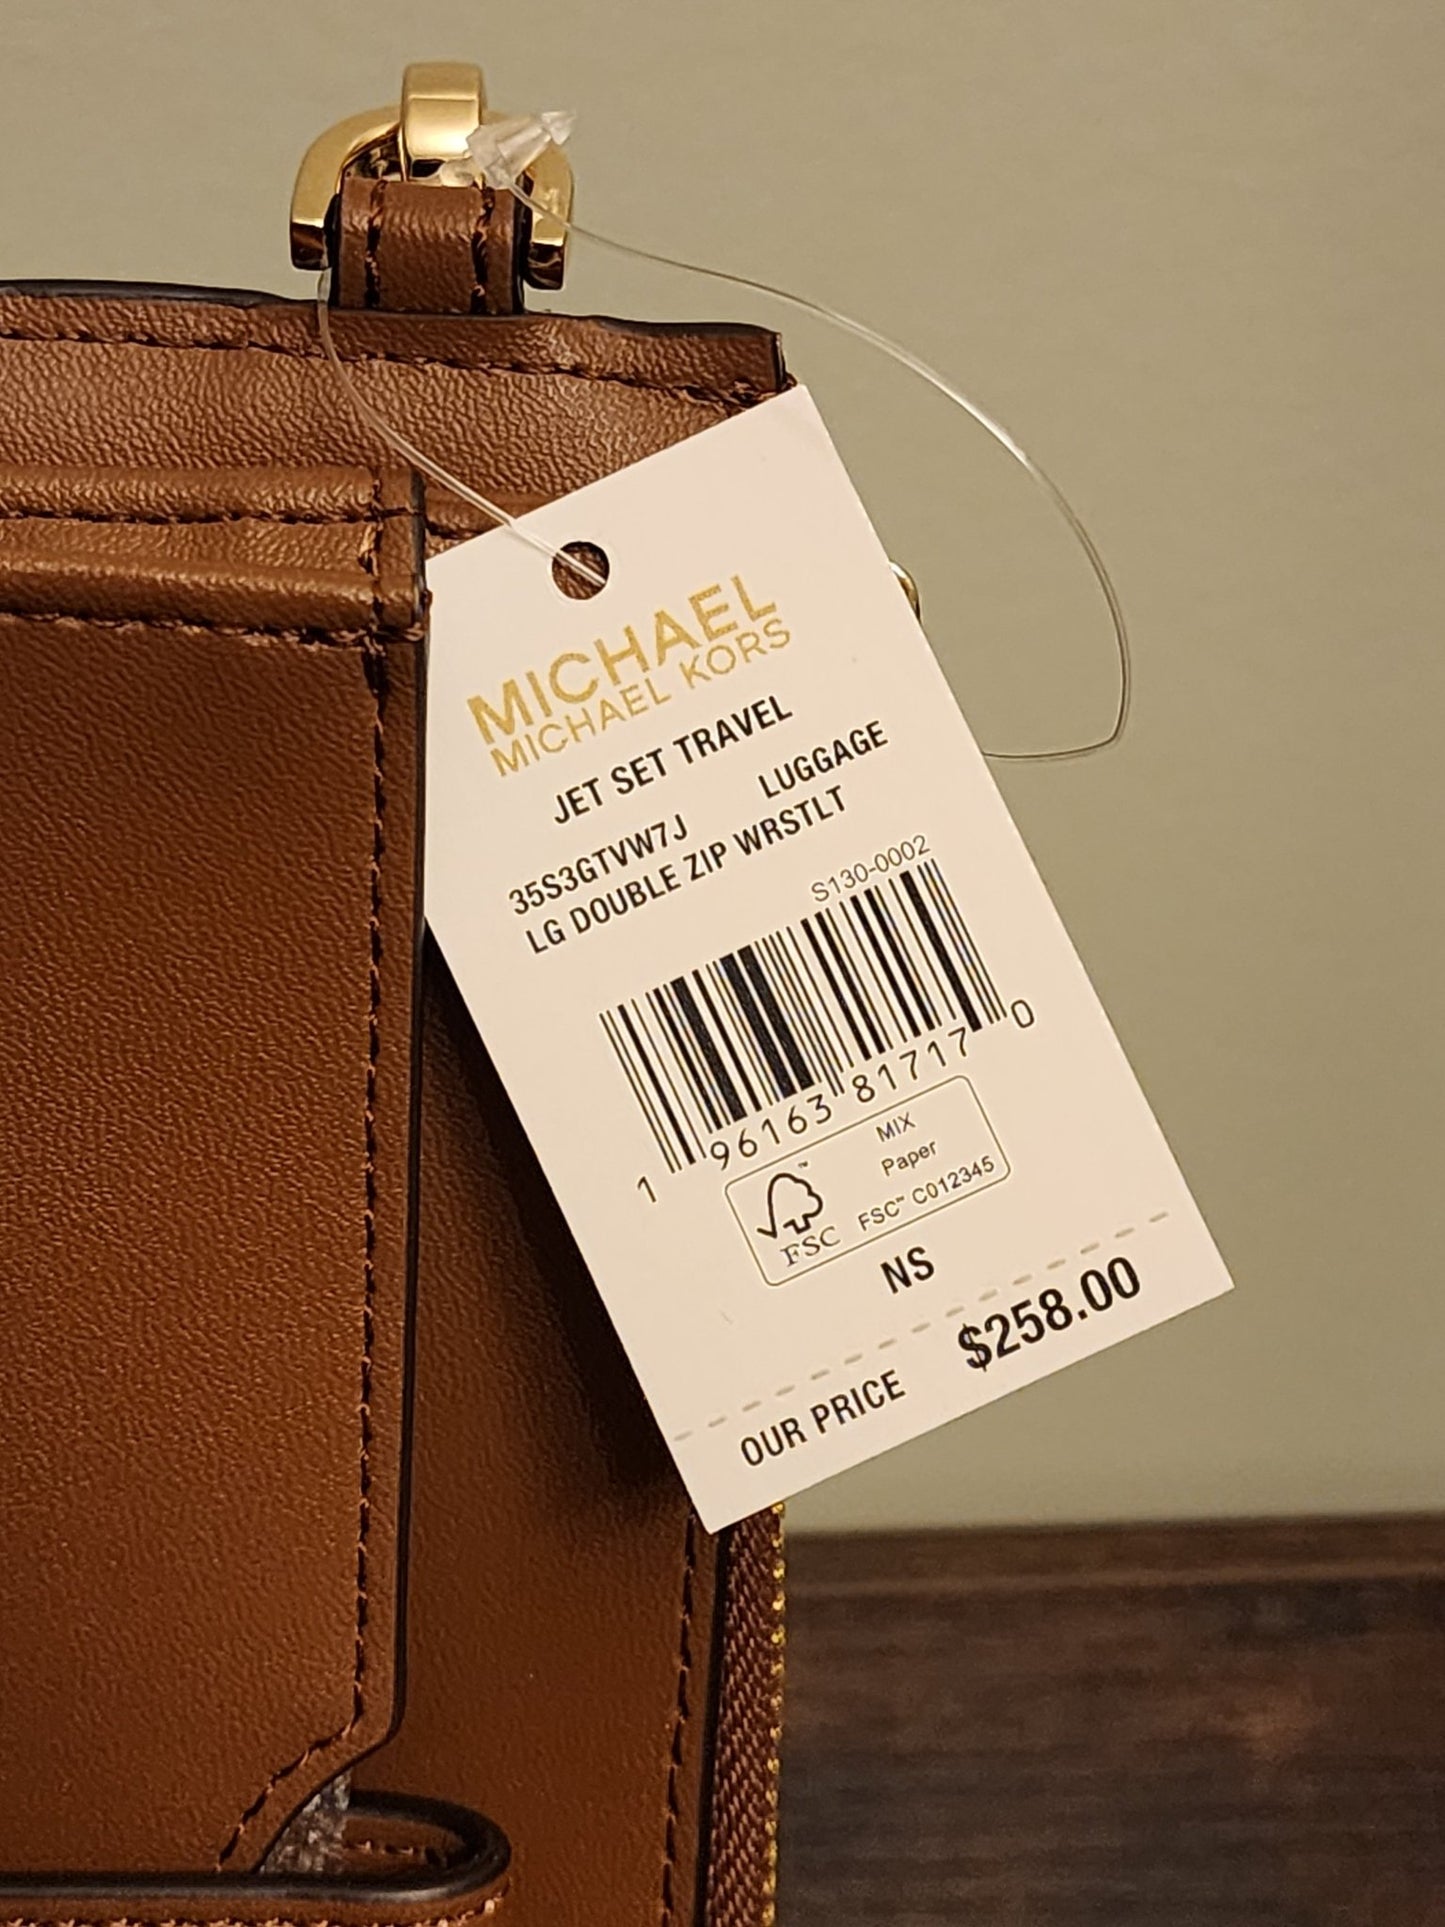 MICHAEL
MICHAEL KORS
JET SET TRAVEL
35S3GTVW7J LUGGAGE
LG DOUBLE ZIP WRSTLT
S130-0002
1 96163 81717 0
MIX
Paper
FSC™ C012345
™
FSC
NS
OUR PRICE $258.00